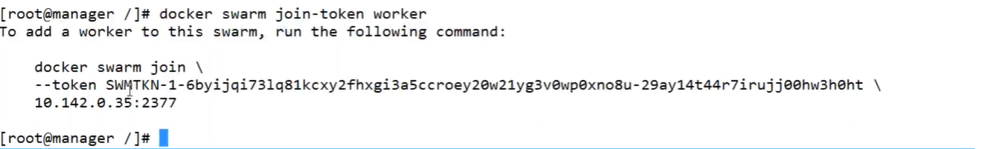 [root@manager /]# docker swarm join-token worker
To add a worker to this swarm, run the following command:
docker swarm join \
--token SWMTKN-1-6byijqi73lq81kcxy2fhxgi3a5ccroey20w21yg3v0wp0xno8u-29ay14t44r7irujj00hw3h0ht \
10.142.0.35:2377
[root@manager /]#